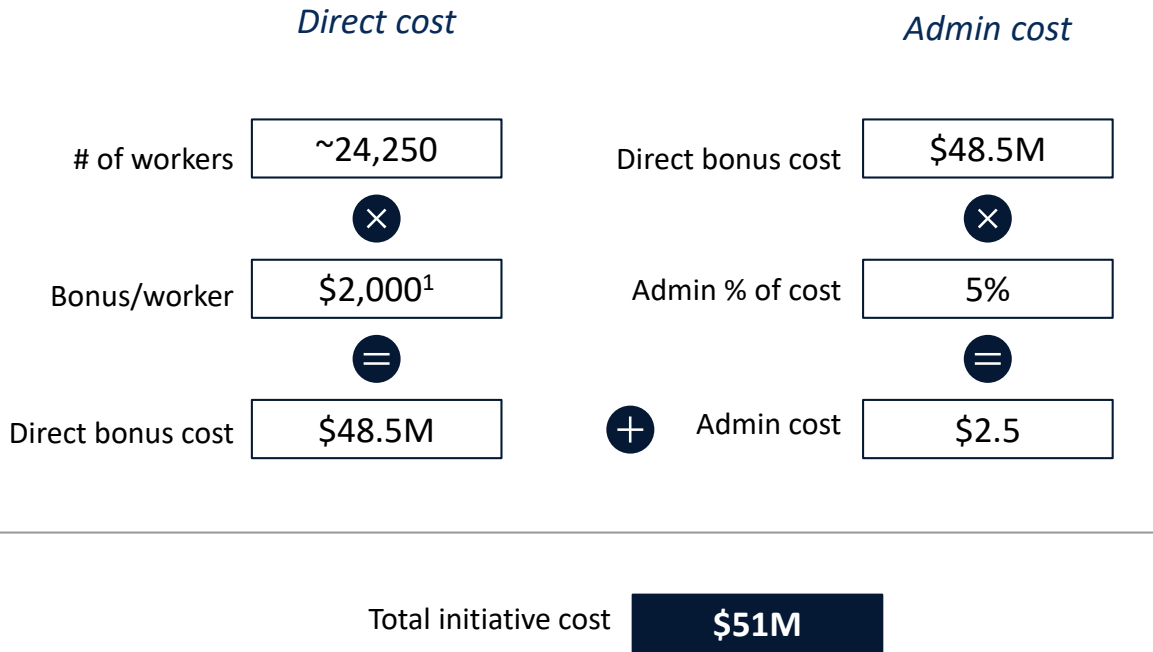 Direct cost
Admin cost
# of workers
~24,250
Direct bonus cost
$48.5M
×
×
Bonus/worker
$2,000¹
Admin % of cost
5%
=
=
Direct bonus cost
$48.5M
+
Admin cost
$2.5
Total initiative cost
$51M